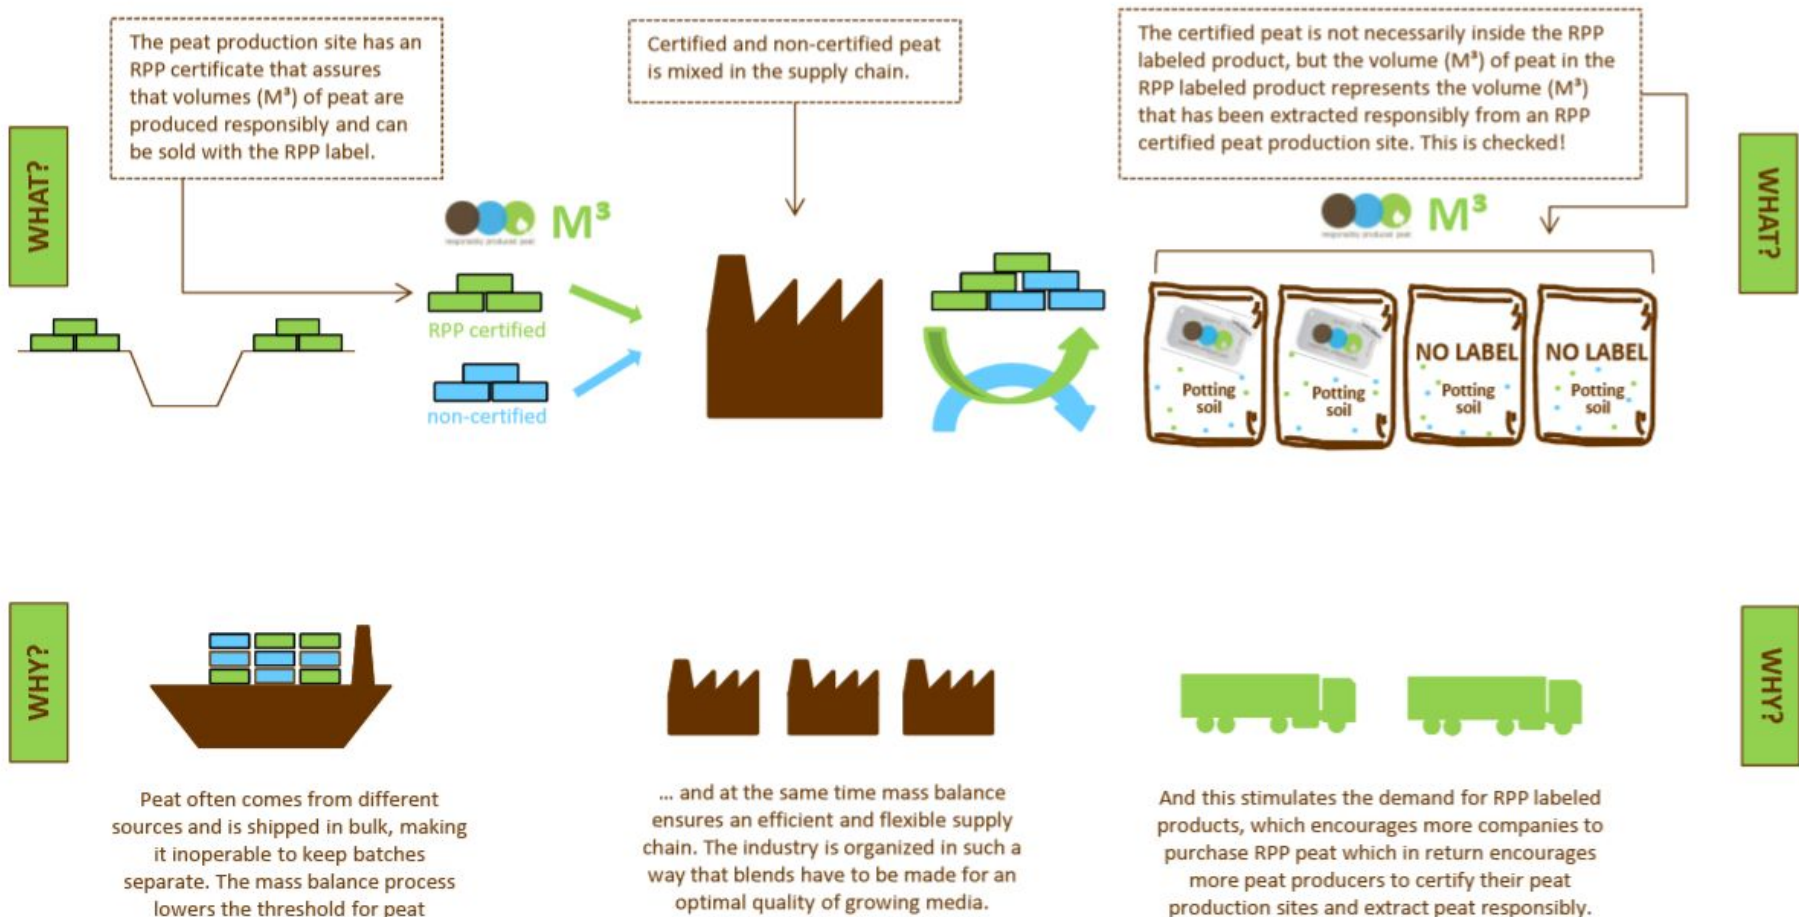 The peat production site has an
RPP certificate that assures
that volumes (M³) of peat are
produced responsibly and can
be sold with the RPP label.
Certified and non-certified peat
is mixed in the supply chain.
The certified peat is not necessarily inside the RPP
labeled product, but the volume (M³) of peat in the
RPP labeled product represents the volume (M³)
that has been extracted responsibly from an RPP
certified peat production site. This is checked!
WHAT?
WHAT?
responsibly produced peat
M³
responsibly produced peat
M³
RPP certified
non-certified
Potting
soil
Potting
soil
NO LABEL
Potting
soil
NO LABEL
Potting
soil
WHY?
WHY?
Peat often comes from different
sources and is shipped in bulk, making
it inoperable to keep batches
separate. The mass balance process
lowers the threshold for peat
... and at the same time mass balance
ensures an efficient and flexible supply
chain. The industry is organized in such a
way that blends have to be made for an
optimal quality of growing media.
And this stimulates the demand for RPP labeled
products, which encourages more companies to
purchase RPP peat which in return encourages
more peat producers to certify their peat
production sites and extract peat responsibly.